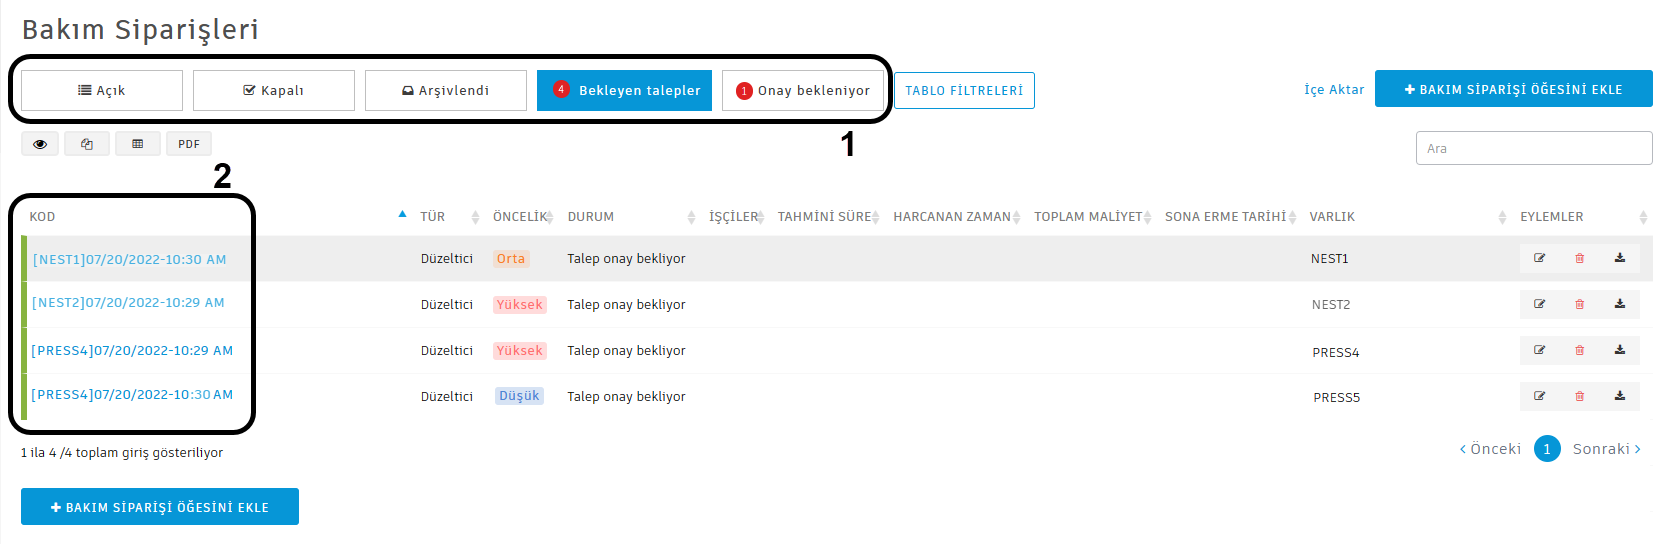 Bakım Siparişleri
Açık Kapalı Arşivlendi 4 Bekleyen talepler 1 Onay bekleniyor TABLO FİLTRELERİ İçe Aktar BAKIM SİPARİŞİ ÖĞESİNİ EKLE
1
PDF Ara
2
KOD TÜR ÖNCELİK DURUM İŞÇİLER TAHMİNİ SÜRE HARCANAN ZAMAN TOPLAM MALİYET SONA ERME TARİHİ VARLIK EYLEMLER
[NEST1]07/20/2022-10:30 AM Düzeltici Orta Talep onay bekliyor NEST1
[NEST2]07/20/2022-10:29 AM Düzeltici Yüksek Talep onay bekliyor NEST2
[PRESS4]07/20/2022-10:29 AM Düzeltici Yüksek Talep onay bekliyor PRESS4
[PRESS4]07/20/2022-10:30 AM Düzeltici Düşük Talep onay bekliyor PRESS5
1 ila 4 /4 toplam giriş gösteriliyor Önceki 1 Sonraki
BAKIM SİPARİŞİ ÖĞESİNİ EKLE